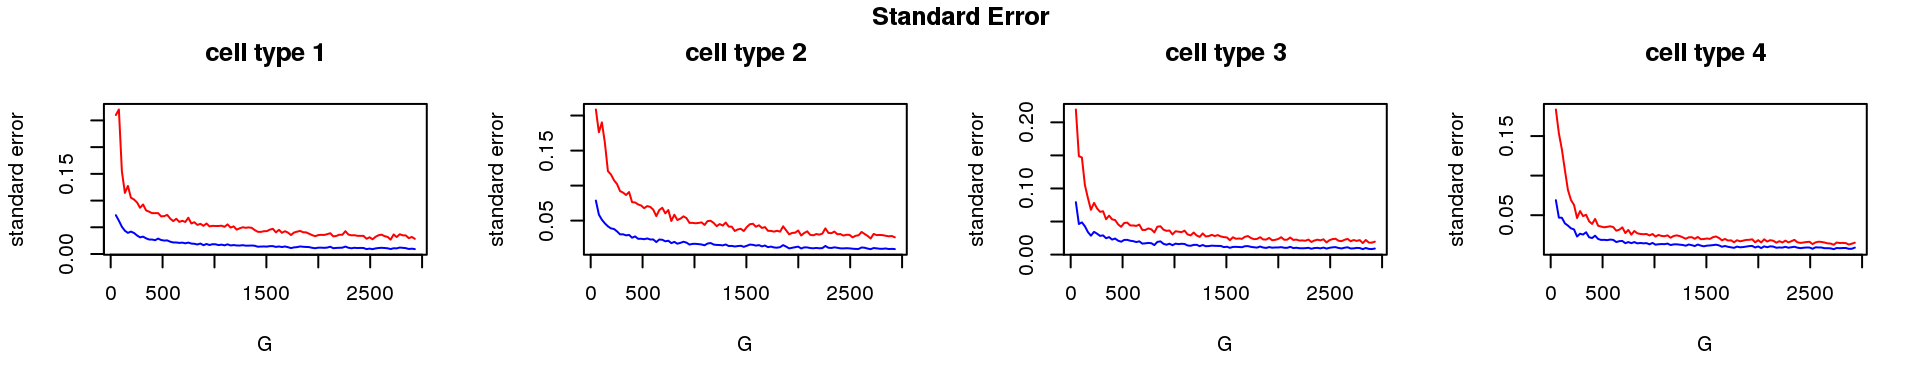 Standard Error
cell type 1
cell type 2
cell type 3
cell type 4
standard error
0.00
0.15
0 500 1500 2500
G
standard error
0.05
0.15
0 500 1500 2500
G
standard error
0.00
0.10
0.20
0 500 1500 2500
G
standard error
0.05
0.15
0 500 1500 2500
G